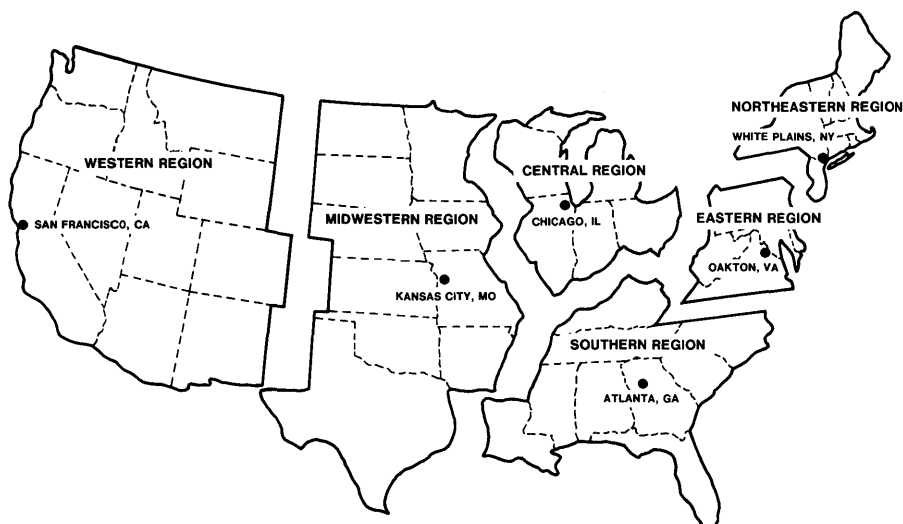 NORTHEASTERN REGION
WHITE PLAINS, NY
WESTERN REGION
CENTRAL REGION
MIDWESTERN REGION
EASTERN REGION
SAN FRANCISCO, CA
CHICAGO, IL
OAKTON, VA
KANSAS CITY, MO
SOUTHERN REGION
ATLANTA, GA